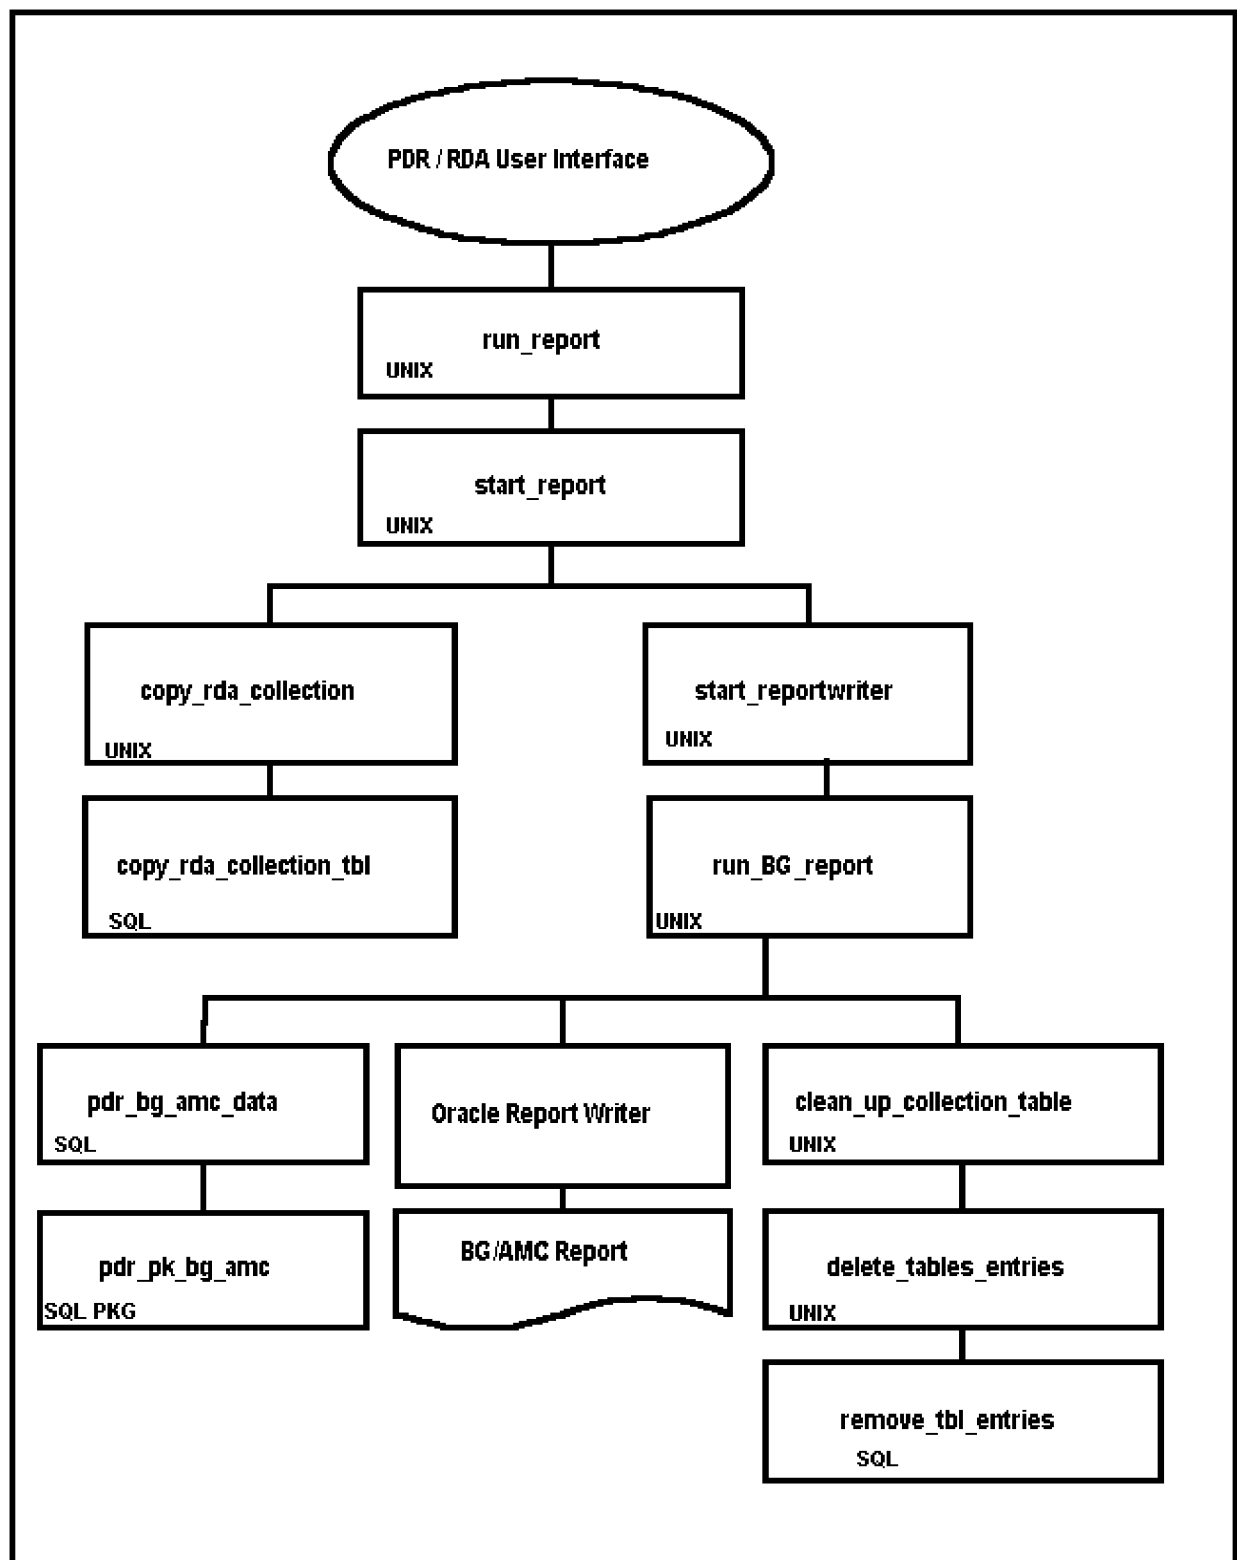 PDR / RDA User Interface
run_report
UNIX
start_report
UNIX
copy_rda_collection
UNIX
start_reportwriter
UNIX
copy_rda_collection_tbl
SQL
run_BG_report
UNIX
pdr_bg_amc_data
SQL
Oracle Report Writer
clean_up_collection_table
UNIX
pdr_pk_bg_amc
SQL PKG
BG/AMC Report
delete_tables_entries
UNIX
remove_tbl_entries
SQL